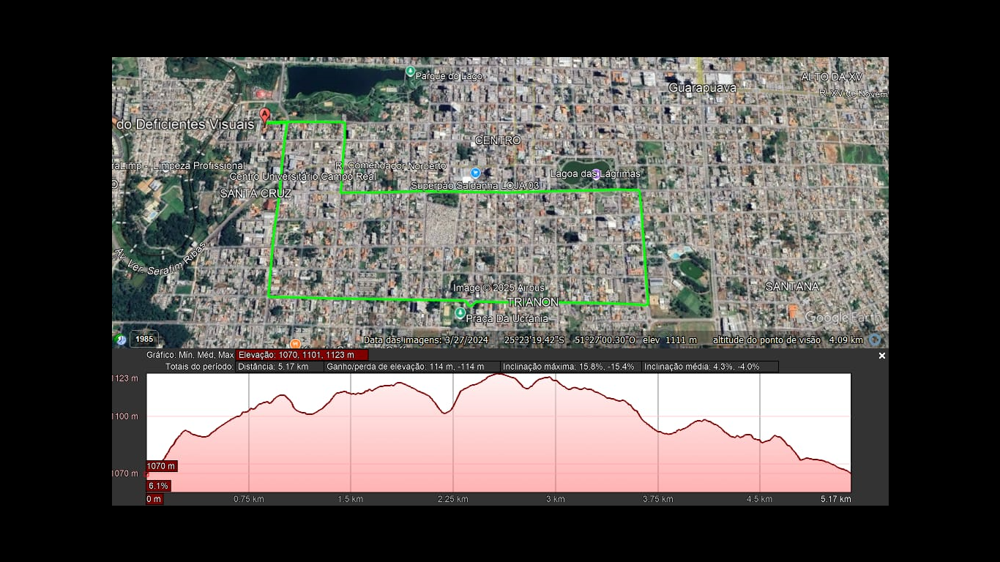 Parque do Lago
ALTO DA XV
Guarapuava
R. XV de Novem
A
do Deficientes Visuais
CENTRO
raLimp - Limpeza Profissional
R. Comendador Norberto
Centro Universitário Campo Real
Lagoa das Lágrimas
Superpão Saldanha LOJA 03
SANTA CRUZ
Av. Ver. Serafim Ribas
Image © 2025 Airbus
SANTANA
TRIANON
Praça Da Ucrânia
Google Earth
1985
Data das imagens: 3/27/2024 25°23'19.42"S 51°27'00.30"O elev 1111 m altitude do ponto de visão 4.09 km
Gráfico: Mín, Méd, Max Elevação: 1070, 1101, 1123 m
Totais do período: Distância: 5.17 km Ganho/perda de elevação: 114 m, -114 m Inclinação máxima: 15.8%, -15.4% Inclinação média: 4.3%, -4.0%
1123 m
1100 m
1070 m
1070 m
6.1%
0 m 0.75 km 1.5 km 2.25 km 3 km 3.75 km 4.5 km 5.17 km